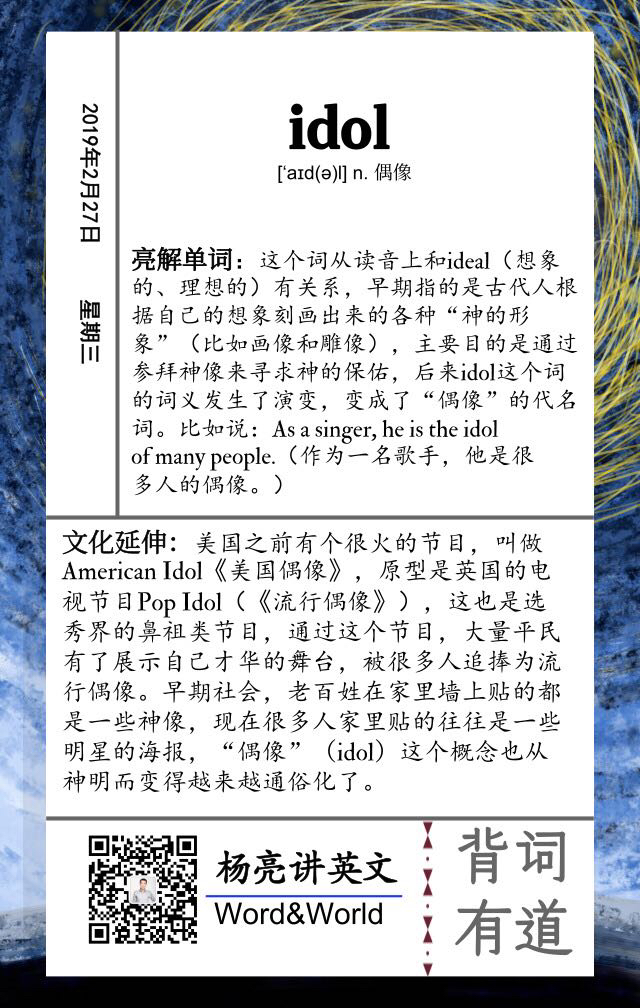 2019年2月27日 星期三
idol
[‘aɪd(ə)l] n. 偶像
亮解单词：这个词从读音上和ideal（想象
的、理想的）有关系，早期指的是古代人根
据自己的想象刻画出来的各种“神的形
象”（比如画像和雕像），主要目的是通过
参拜神像来寻求神的保佑，后来idol这个词
的词义发生了演变，变成了“偶像”的代名
词。比如说：As a singer, he is the idol
of many people.（作为一名歌手，他是很
多人的偶像。）
文化延伸：美国之前有个很火的节目，叫做
American Idol《美国偶像》，原型是英国的电
视节目Pop Idol（《流行偶像》），这也是选
秀界的鼻祖类节目，通过这个节目，大量平民
有了展示自己才华的舞台，被很多人追捧为流
行偶像。早期社会，老百姓在家里墙上贴的都
是一些神像，现在很多人家里贴的往往是一些
明星的海报，“偶像”（idol）这个概念也从
神明而变得越来越通俗化了。
杨亮讲英文
Word&World
背词
有道